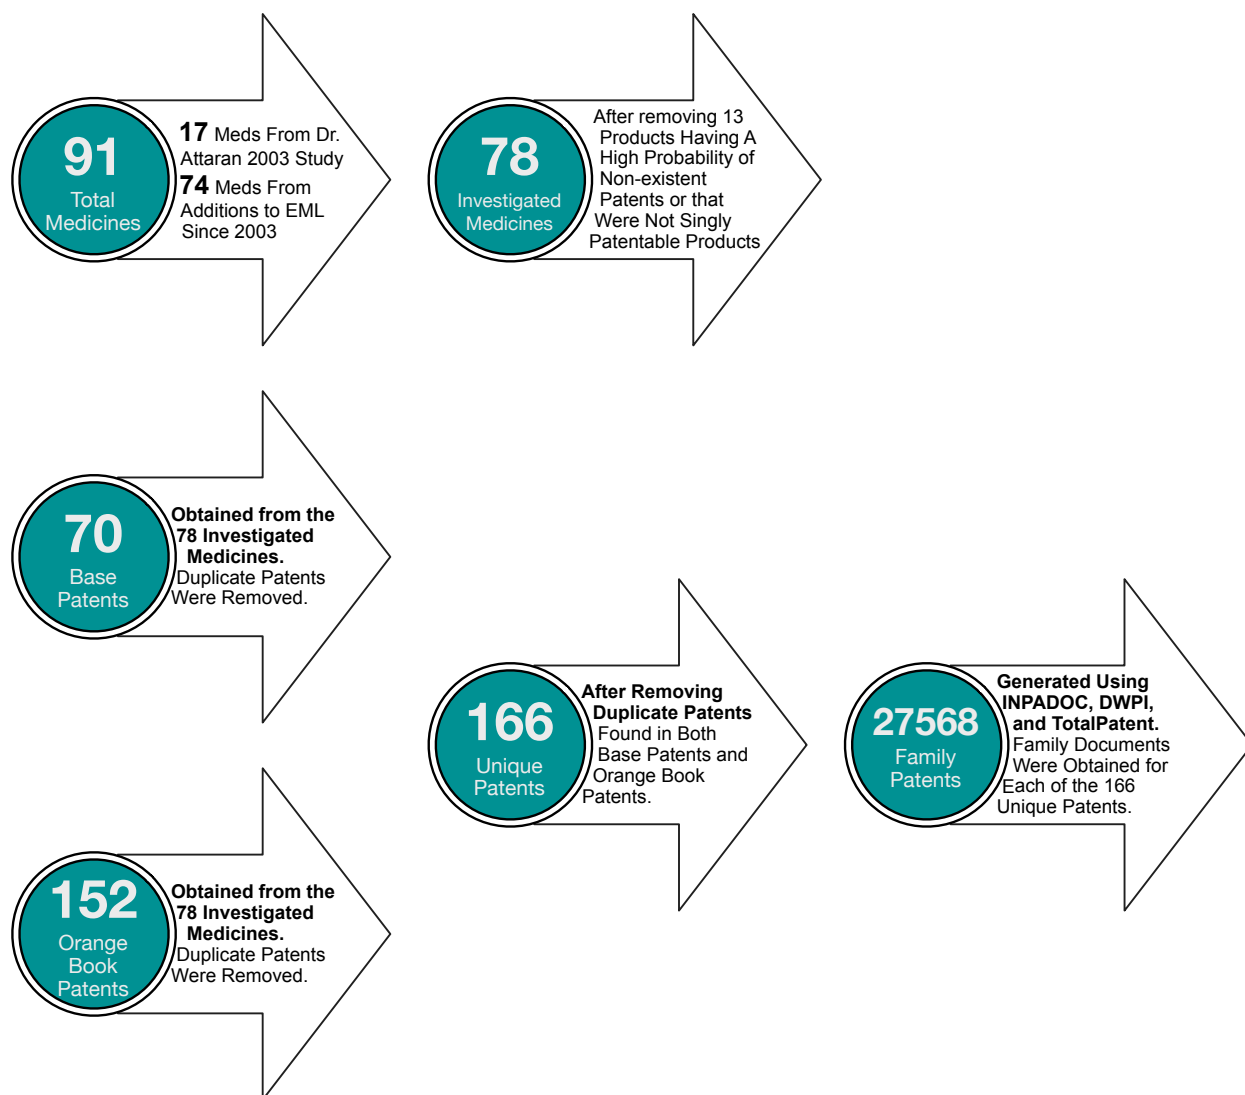 91
Total
Medicines
17 Meds From Dr.
Attaran 2003 Study
74 Meds From
Additions to EML
Since 2003
78
Investigated
Medicines
After removing 13
Products Having A
High Probability of
Non-existent
Patents or that
Were Not Singly
Patentable Products
70
Base
Patents
Obtained from the
78 Investigated
Medicines.
Duplicate Patents
Were Removed.
152
Orange
Book
Patents
Obtained from the
78 Investigated
Medicines.
Duplicate Patents
Were Removed.
166
Unique
Patents
After Removing
Duplicate Patents
Found in Both
Base Patents and
Orange Book
Patents.
27568
Family
Patents
Generated Using
INPADOC, DWPI,
and TotalPatent.
Family Documents
Were Obtained for
Each of the 166
Unique Patents.